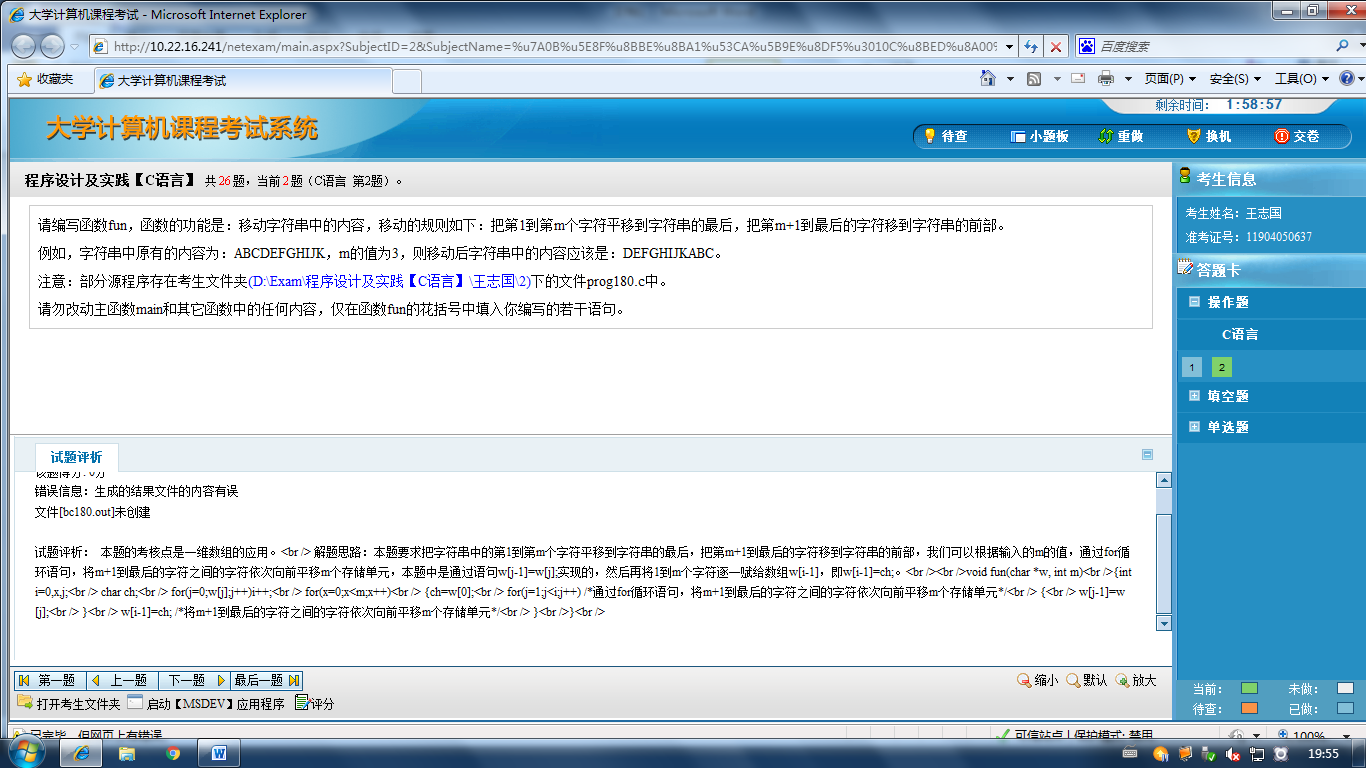 大学计算机课程考试 - Microsoft Internet Explorer
http://10.22.16.241/netexam/main.aspx?SubjectID=2&SubjectName=%u7A0B%u5E8F%u8BBE%u8BA1%u53CA%u5B9E%u8DF5%u3010C%u8BED%u8A00%
百度搜索
收藏夹
大学计算机课程考试
页面(P)
安全(S)
工具(O)
剩余时间： 1:58:57
大学计算机课程考试系统
待查 小题板 重做 换机 交卷
程序设计及实践【C语言】 共26题，当前2题（C语言 第2题）。
请编写函数fun，函数的功能是：移动字符串中的内容，移动的规则如下：把第1到第m个字符平移到字符串的最后，把第m+1到最后的字符移到字符串的前部。
例如，字符串中原有的内容为：ABCDEFGHIJK，m的值为3，则移动后字符串中的内容应该是：DEFGHIJKABC。
注意：部分源程序存在考生文件夹(D:\Exam\程序设计及实践【C语言】\王志国\2)下的文件prog180.c中。
请勿改动主函数main和其它函数中的任何内容，仅在函数fun的花括号中填入你编写的若干语句。
考生信息
考生姓名：王志国
准考证号：11904050637
答题卡
操作题
C语言
1 2
填空题
单选题
试题评析
该题得分: 0分
错误信息：生成的结果文件的内容有误
文件[bc180.out]未创建
试题评析： 本题的考核点是一维数组的应用。<br /> 解题思路：本题要求把字符串中的第1到第m个字符平移到字符串的最后，把第m+1到最后的字符移到字符串的前部，我们可以根据输入的m的值，通过for循
环语句，将m+1到最后的字符之间的字符依次向前平移m个存储单元，本题中是通过语句w[j-1]=w[j];实现的，然后再将1到m个字符逐一赋给数组w[i-1]，即w[i-1]=ch;。<br /><br />void fun(char *w, int m)<br />{int
i=0,x,j;<br /> char ch;<br /> for(j=0;w[j];j++)i++;<br /> for(x=0;x<m;x++)<br /> {ch=w[0];<br /> for(j=1;j<i;j++) /*通过for循环语句，将m+1到最后的字符之间的字符依次向前平移m个存储单元*/<br /> {<br /> w[j-1]=w
[j];<br /> }<br /> w[i-1]=ch; /*将m+1到最后的字符之间的字符依次向前平移m个存储单元*/<br /> }<br />}<br />
第一题 上一题 下一题 最后一题
缩小 默认 放大
打开考生文件夹 启动【MSDEV】应用程序 评分
当前： 未做：
待查： 已做：
已完毕，但网页上有错误
可信站点 | 保护模式: 禁用
100%
19:55